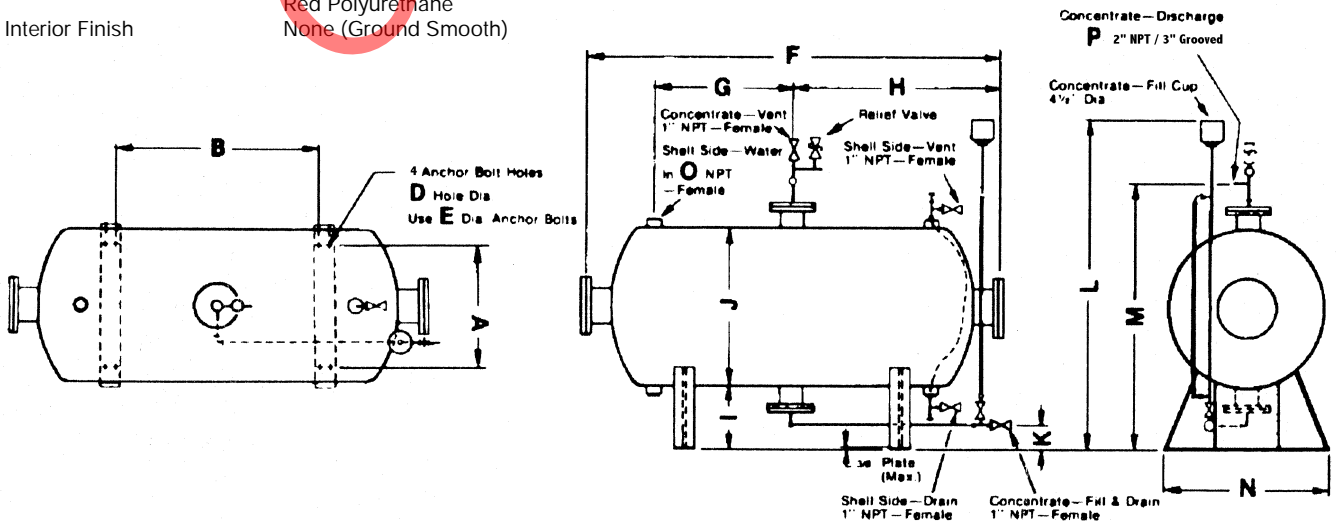 Red Polyurethane
Interior Finish None (Ground Smooth)
B
4 Anchor Bolt Holes
D Hole Dia
Use E Dia Anchor Bolts
A
F
G
H
Concentrate—Vent
1" NPT—Female
Relief Valve
Shell Side—Water
In O NPT
—Female
Shell Side—Vent
1" NPT—Female
J
I
K
Plate
(Max.)
Shell Side—Drain
1" NPT—Female
Concentrate—Fill & Drain
1" NPT—Female
Concentrate—Discharge
P 2" NPT / 3" Grooved
Concentrate—Fill Cup
4½" Dia
L
M
N